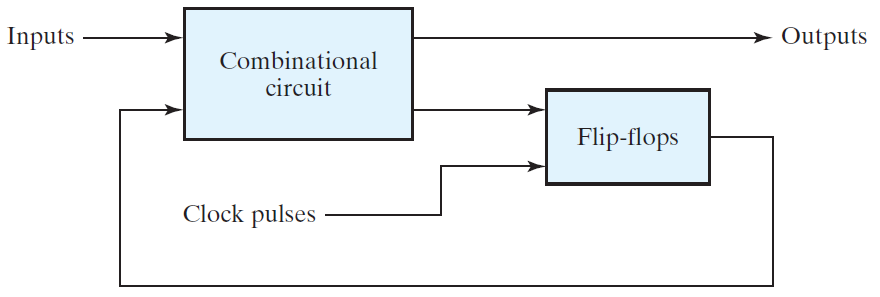 Inputs
Combinational
circuit
Outputs
Flip-flops
Clock pulses